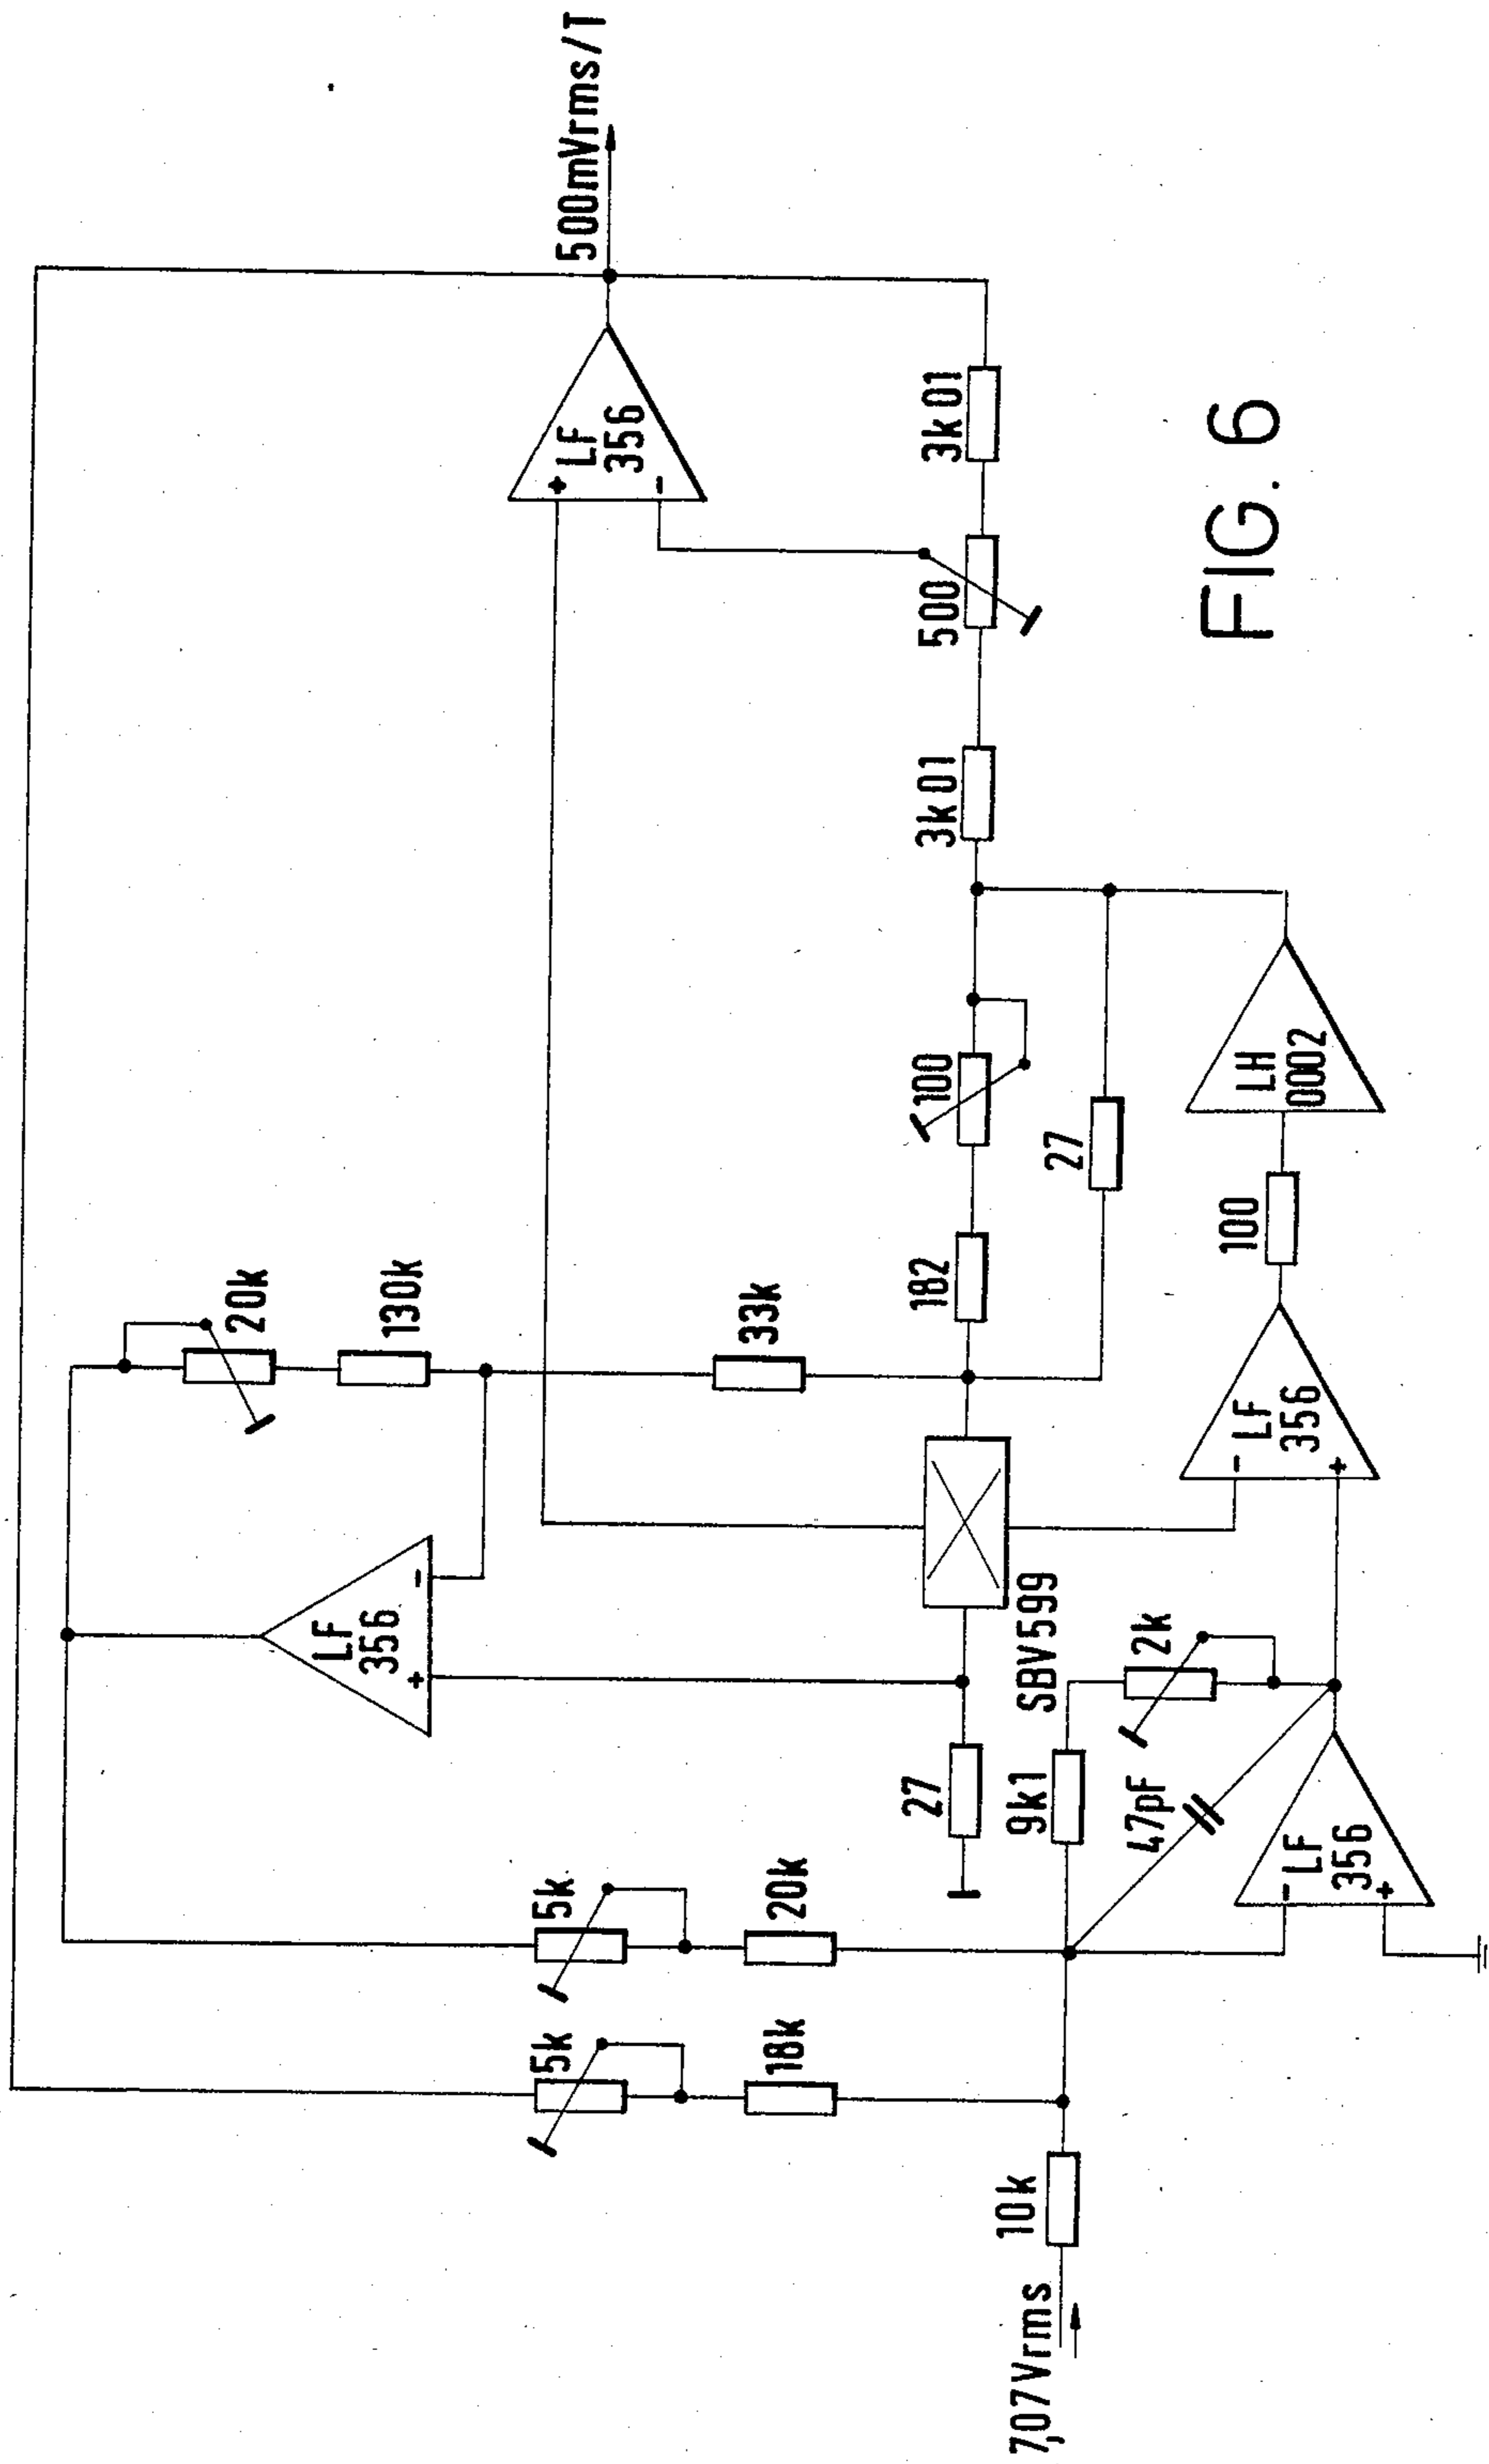 500mVrms/T
LF
356
+
-
3k01
500
3k01
20k
130k
33k
100
182
27
LH
0002
100
LF
356
-
+
LF
356
+
-
SBV599
2k
27
9k1
47pF
LF
356
-
+
5k
20k
5k
18k
10k
7,07Vrms
FIG. 6